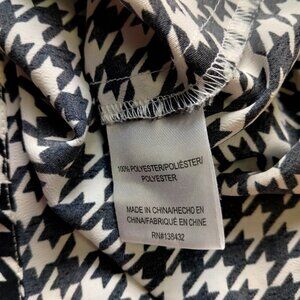 100% POLYESTER/POLIÉSTER/
POLYESTER
MADE IN CHINA/HECHO EN
CHINA/FABRIQUÉ EN CHINE
RN#138432